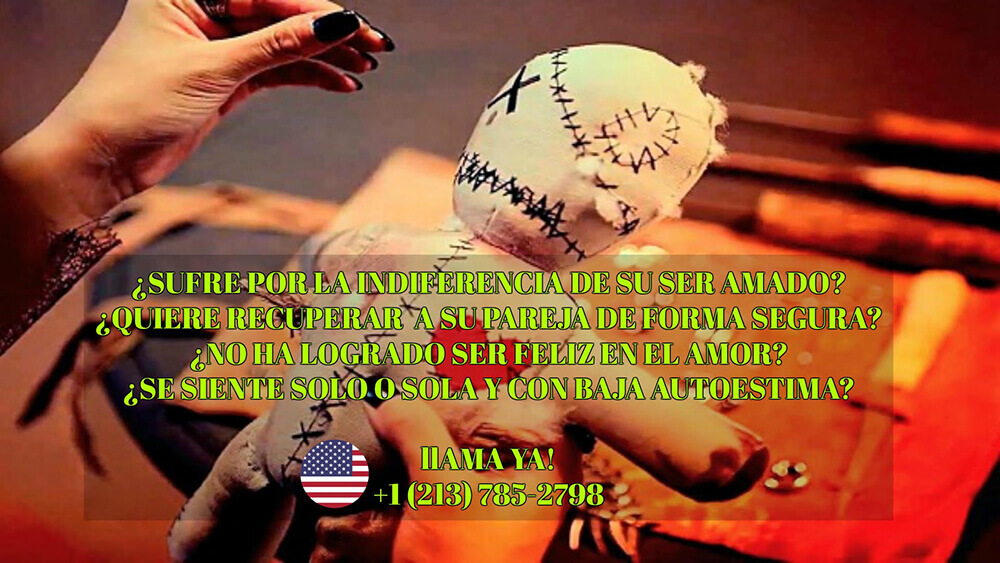 ¿SUFRE POR LA INDIFERENCIA DE SU SER AMADO?
¿QUIERE RECUPERAR A SU PAREJA DE FORMA SEGURA?
¿NO HA LOGRADO SER FELIZ EN EL AMOR?
¿SE SIENTE SOLO O SOLA Y CON BAJA AUTOESTIMA?
llAMA YA!
+1 (213) 785-2798